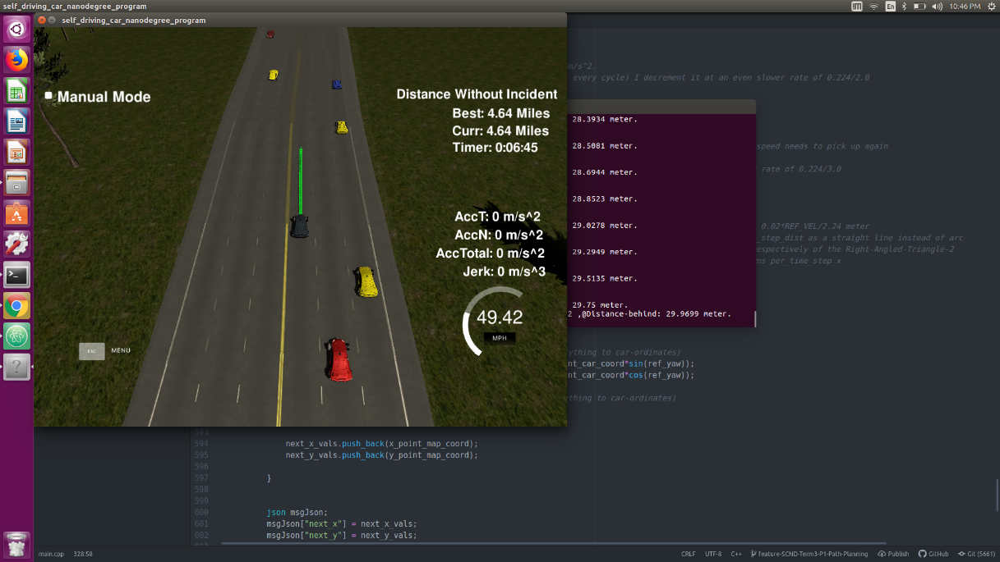 self_driving_car_nanodegree_program
En
10:46 PM
self_driving_car_nanodegree_program
Manual Mode
Distance Without Incident
Best: 4.64 Miles
Curr: 4.64 Miles
Timer: 0:06:45
AccT: 0 m/s^2
AccN: 0 m/s^2
AccTotal: 0 m/s^2
Jerk: 0 m/s^3
49.42
MPH
ESC
MENU
m/s^2.
every cycle) I decrement it at an even slower rate of 0.224/2.0
28.3934 meter.
28.5081 meter.
speed needs to pick up again
28.6944 meter.
rate of 0.224/3.0
28.8523 meter.
29.0278 meter.
0.02*REF_VEL/2.24 meter
step_dist as a straight line instead of arc
29.2949 meter.
espectively of the Right-Angled-Triangle-2
ns per time step_x
29.5135 meter.
29.75 meter.
2 ,@Distance-behind: 29.9699 meter.
ything to car-ordinates)
nt_car_coord*sin(ref_yaw));
nt_car_coord*cos(ref_yaw));
thing to car-ordinates)
593
594 next_x_vals.push_back(x_point_map_coord);
595 next_y_vals.push_back(y_point_map_coord);
596
597 }
598
599
600 json msgJson;
601 msgJson["next_x"] = next_x_vals;
602 msgJson["next_y"] = next_y_vals;
main.cpp 328:58 CRLF UTF-8 C++ feature-SCND-Term3-P1-Path-Planning Publish GitHub Git (5661)